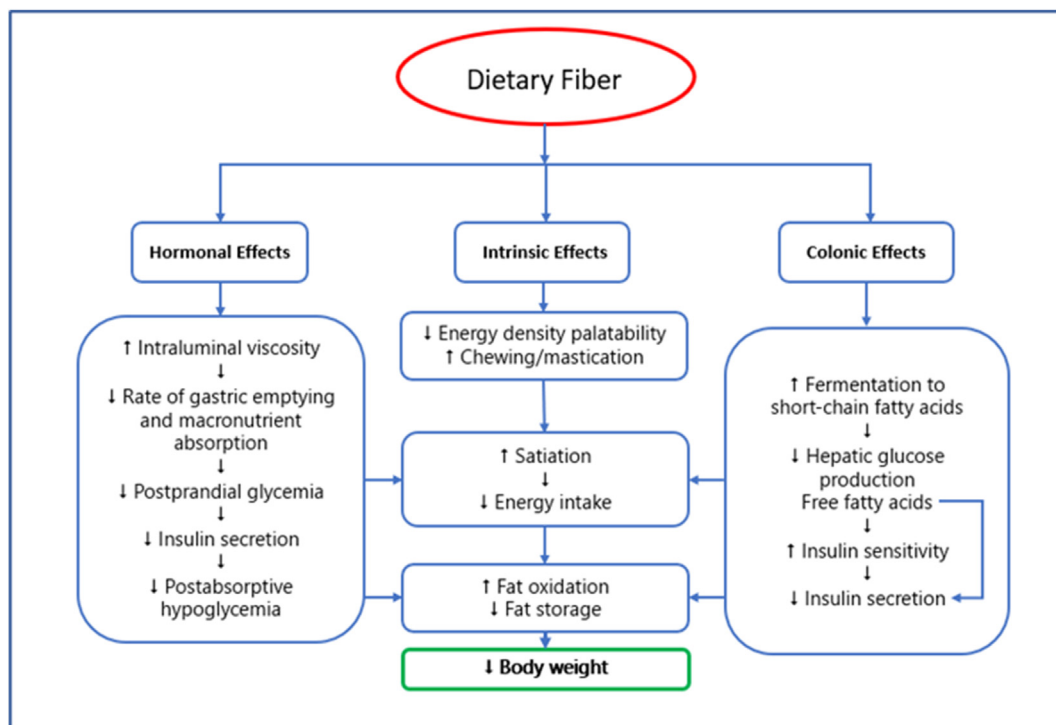 Dietary Fiber
Hormonal Effects
↑ Intraluminal viscosity
↓
↓ Rate of gastric emptying
and macronutrient
absorption
↓
↓ Postprandial glycemia
↓
↓ Insulin secretion
↓
↓ Postabsorptive
hypoglycemia
Intrinsic Effects
↓ Energy density palatability
↑ Chewing/mastication
↑ Satiation
↓
↓ Energy intake
↑ Fat oxidation
↓ Fat storage
↓ Body weight
Colonic Effects
↑ Fermentation to
short-chain fatty acids
↓
↓ Hepatic glucose
production
Free fatty acids
↓
↑ Insulin sensitivity
↓
↓ Insulin secretion